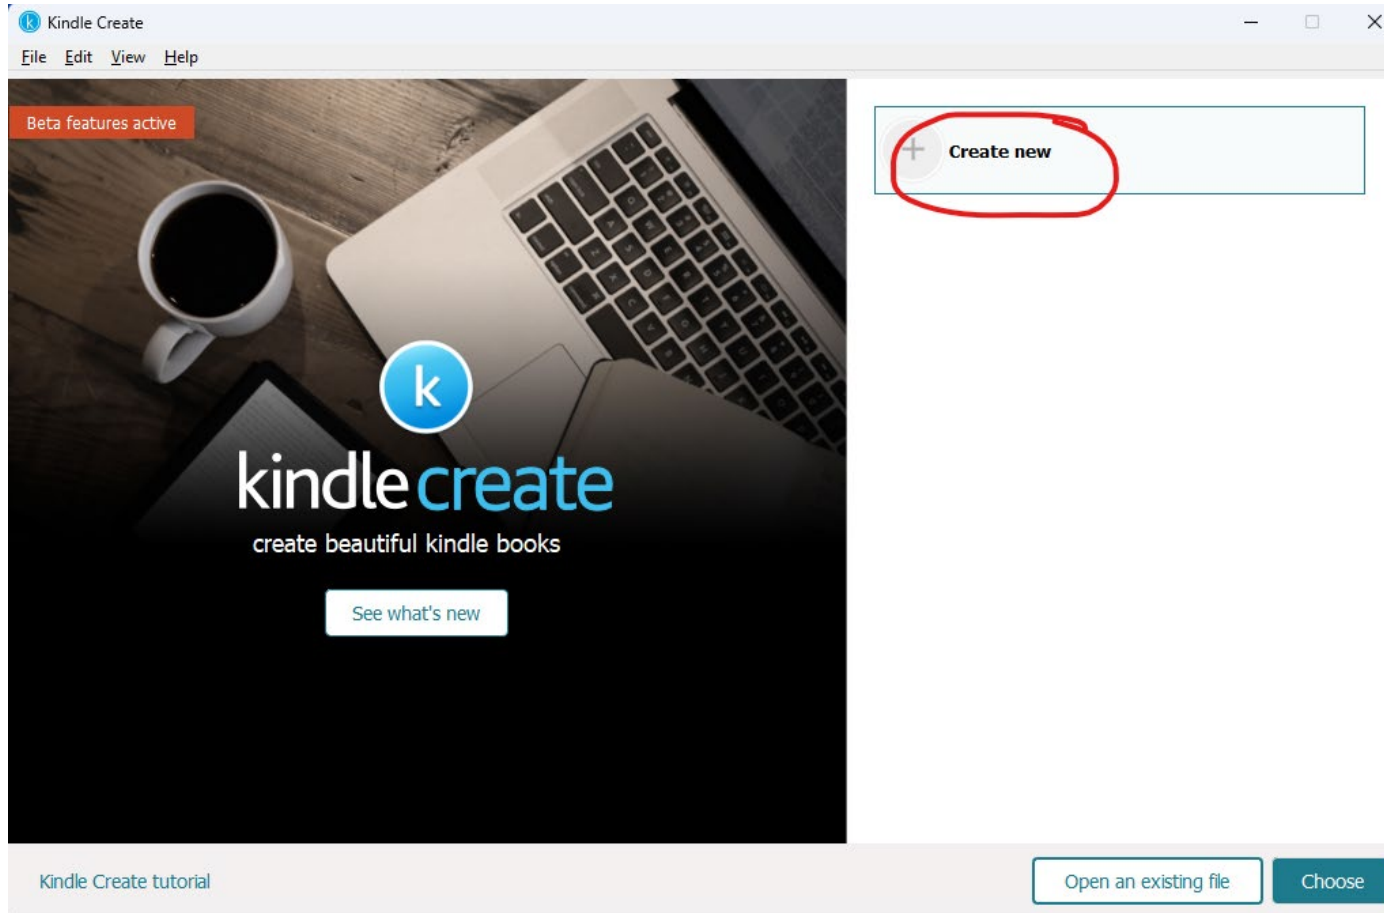 Kindle Create
File Edit View Help
Beta features active
Create new
k
kindle create
create beautiful kindle books
See what's new
Kindle Create tutorial
Open an existing file
Choose